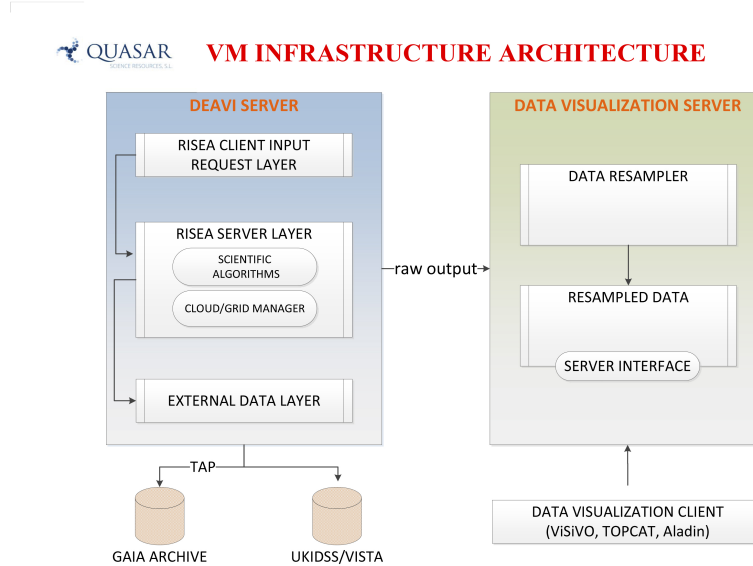 QUASAR
SCIENCE RESOURCES, S.L.
VM INFRASTRUCTURE ARCHITECTURE
DEAVI SERVER
RISEA CLIENT INPUT
REQUEST LAYER
RISEA SERVER LAYER
SCIENTIFIC
ALGORITHMS
CLOUD/GRID MANAGER
EXTERNAL DATA LAYER
TAP
GAIA ARCHIVE
UKIDSS/VISTA
raw output
DATA VISUALIZATION SERVER
DATA RESAMPLER
RESAMPLED DATA
SERVER INTERFACE
DATA VISUALIZATION CLIENT
(ViSiVO, TOPCAT, Aladin)